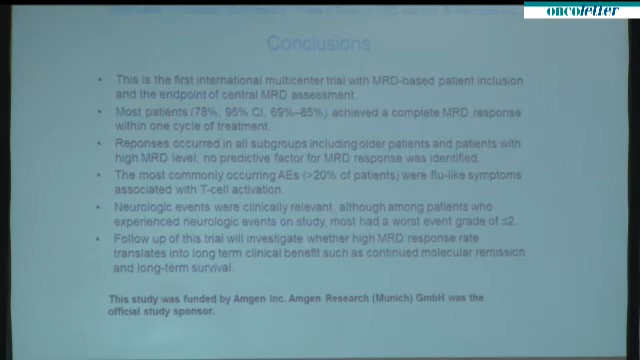 oncoletter
Conclusions
• This is the first international multicenter trial with MRD-based patient inclusion
and the endpoint of central MRD assessment.
• Most patients (78%, 95% CI, 69%–85%) achieved a complete MRD response
within one cycle of treatment.
• Reponses occurred in all subgroups including older patients and patients with
high MRD level; no predictive factor for MRD response was identified.
• The most commonly occurring AEs (>20% of patients) were flu-like symptoms
associated with T-cell activation.
• Neurologic events were clinically relevant, although among patients who
experienced neurologic events on study, most had a worst event grade of ≤2.
• Follow up of this trial will investigate whether high MRD response rate
translates into long term clinical benefit such as continued molecular remission
and long-term survival.
This study was funded by Amgen Inc. Amgen Research (Munich) GmbH was the
official study sponsor.